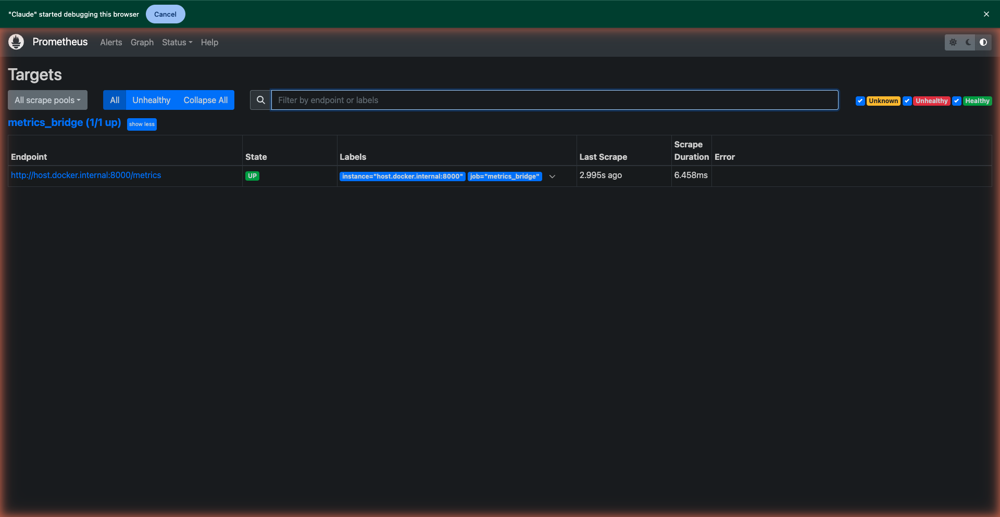 "Claude" started debugging this browser Cancel
Prometheus Alerts Graph Status Help
Targets
All scrape pools All Unhealthy Collapse All Filter by endpoint or labels Unknown Unhealthy Healthy
metrics_bridge (1/1 up) show less
Endpoint State Labels Last Scrape Scrape Duration Error
http://host.docker.internal:8000/metrics UP instance="host.docker.internal:8000" job="metrics_bridge" 2.995s ago 6.458ms